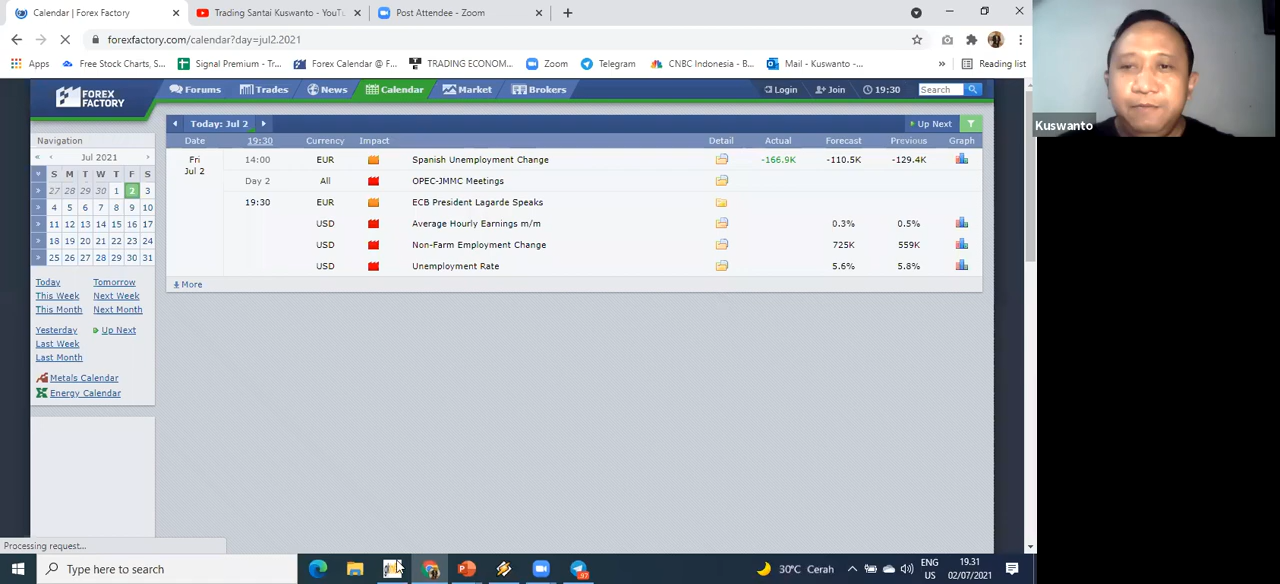 Calendar | Forex Factory
Trading Santai Kuswanto - YouTu
Post Attendee - Zoom
forexfactory.com/calendar?day=jul2.2021
Apps
Free Stock Charts, S...
Signal Premium - Tr...
Forex Calendar @ F...
TRADING ECONOM...
Zoom
Telegram
CNBC Indonesia - B...
Mail - Kuswanto -...
»
Reading list
FOREX FACTORY
Forums
Trades
News
Calendar
Market
Brokers
Login
Join
19:30
Search
Navigation
« ‹ Jul 2021 ›
S M T W T F S
27 28 29 30 1 2 3
4 5 6 7 8 9 10
11 12 13 14 15 16 17
18 19 20 21 22 23 24
25 26 27 28 29 30 31
Today Tomorrow
This Week Next Week
This Month Next Month
Yesterday Up Next
Last Week
Last Month
Metals Calendar
Energy Calendar
Today: Jul 2
Up Next
Date 19:30 Currency Impact Detail Actual Forecast Previous Graph
Fri Jul 2 14:00 EUR Spanish Unemployment Change -166.9K -110.5K -129.4K
Day 2 All OPEC-JMMC Meetings
19:30 EUR ECB President Lagarde Speaks
USD Average Hourly Earnings m/m 0.3% 0.5%
USD Non-Farm Employment Change 725K 559K
USD Unemployment Rate 5.6% 5.8%
More
Kuswanto
Processing request...
Type here to search
97
30°C Cerah
ENG
US
19.31
02/07/2021